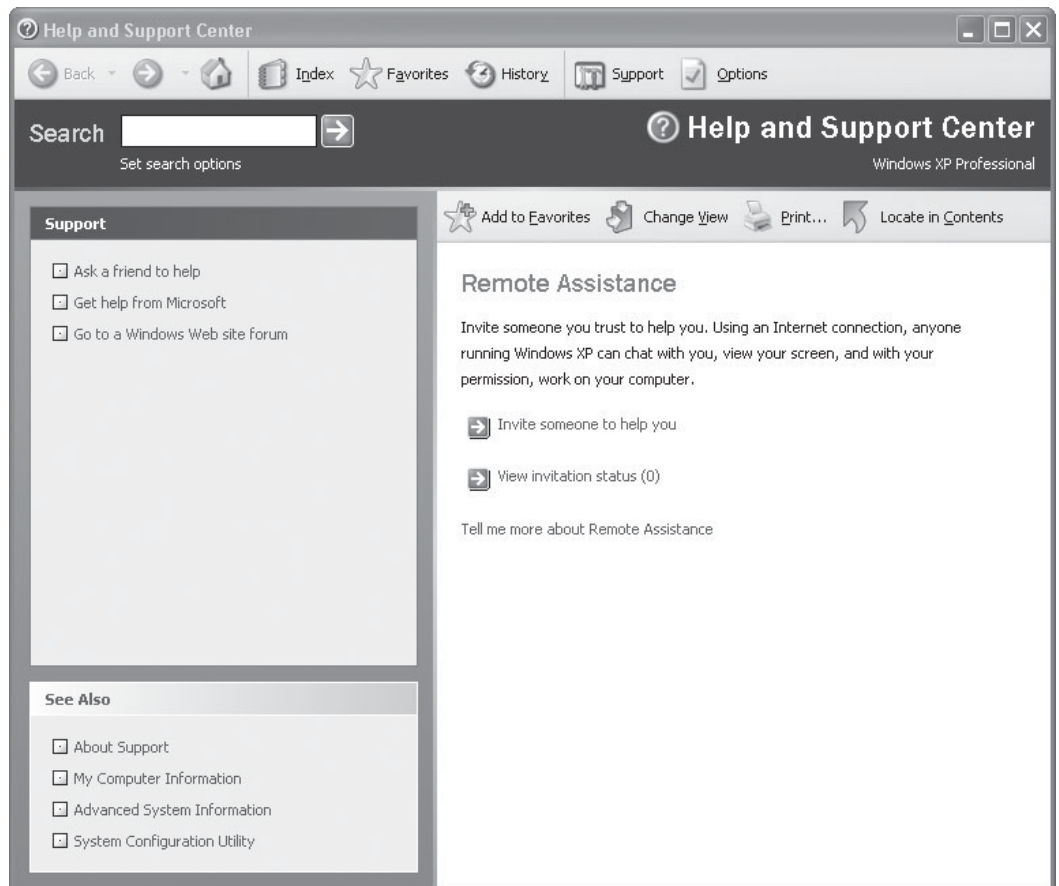 Help and Support Center
Back Index Favorites History Support Options
Search
Set search options
Help and Support Center
Windows XP Professional
Support
Ask a friend to help
Get help from Microsoft
Go to a Windows Web site forum
See Also
About Support
My Computer Information
Advanced System Information
System Configuration Utility
Add to Favorites Change View Print... Locate in Contents
Remote Assistance
Invite someone you trust to help you. Using an Internet connection, anyone
running Windows XP can chat with you, view your screen, and with your
permission, work on your computer.
Invite someone to help you
View invitation status (0)
Tell me more about Remote Assistance